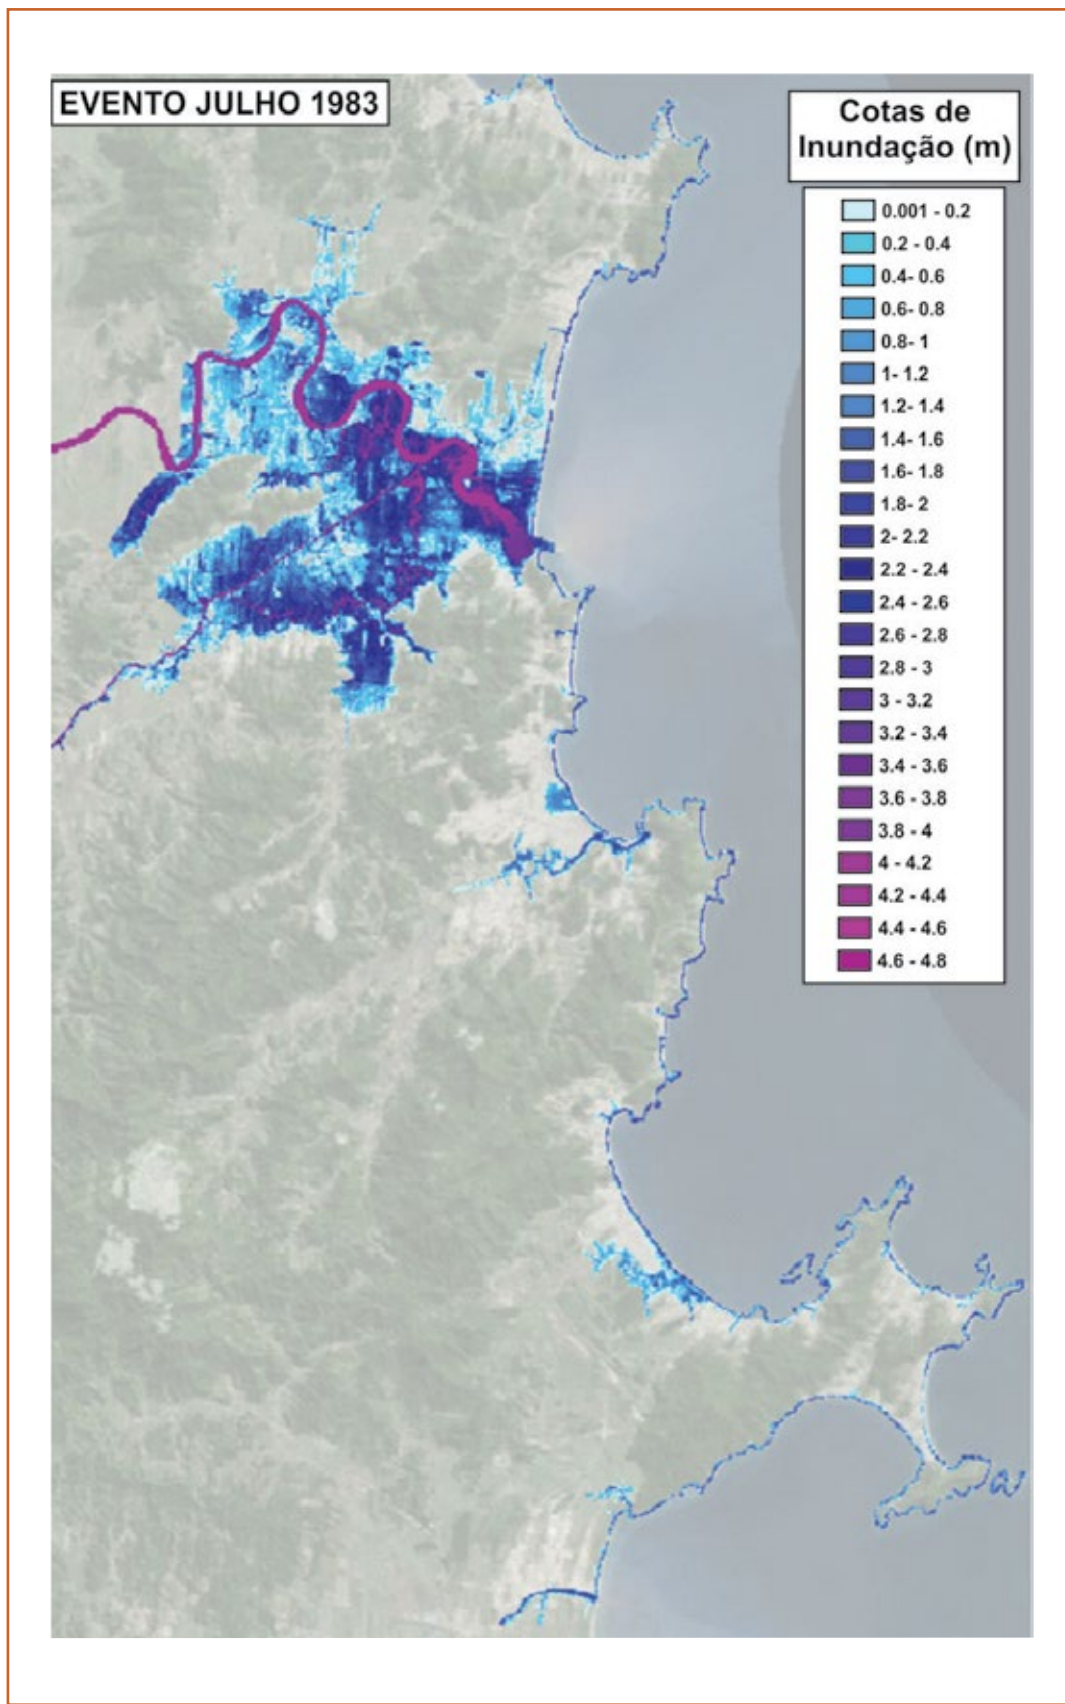 EVENTO JULHO 1983
Cotas de
Inundação (m)
0.001 - 0.2
0.2 - 0.4
0.4- 0.6
0.6- 0.8
0.8- 1
1- 1.2
1.2- 1.4
1.4- 1.6
1.6- 1.8
1.8- 2
2- 2.2
2.2 - 2.4
2.4 - 2.6
2.6 - 2.8
2.8 - 3
3 - 3.2
3.2 - 3.4
3.4 - 3.6
3.6 - 3.8
3.8 - 4
4 - 4.2
4.2 - 4.4
4.4 - 4.6
4.6 - 4.8